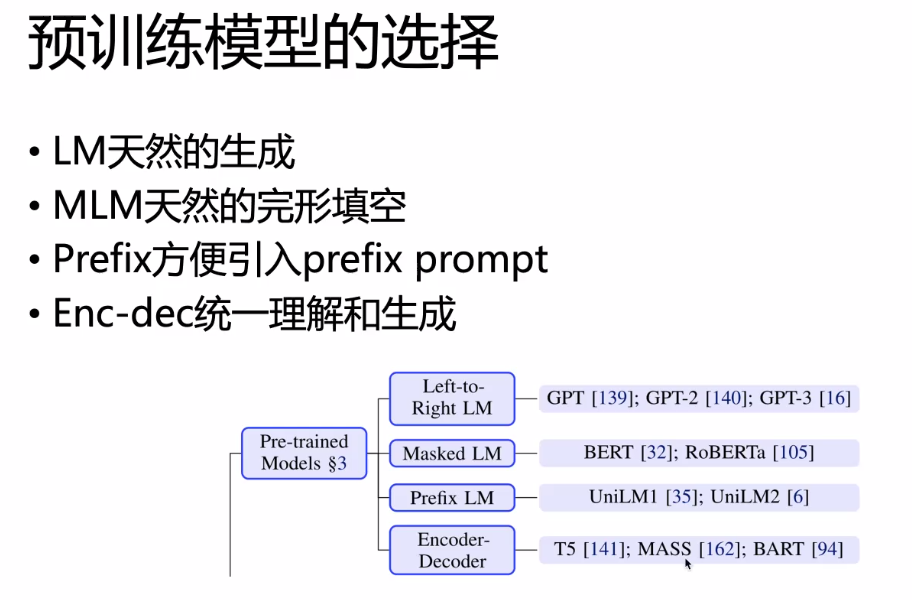 预训练模型的选择
• LM天然的生成
• MLM天然的完形填空
• Prefix方便引入prefix prompt
• Enc-dec统一理解和生成
Pre-trained
Models §3
Left-to-
Right LM
GPT [139]; GPT-2 [140]; GPT-3 [16]
Masked LM
BERT [32]; RoBERTa [105]
Prefix LM
UniLM1 [35]; UniLM2 [6]
Encoder-
Decoder
T5 [141]; MASS [162]; BART [94]